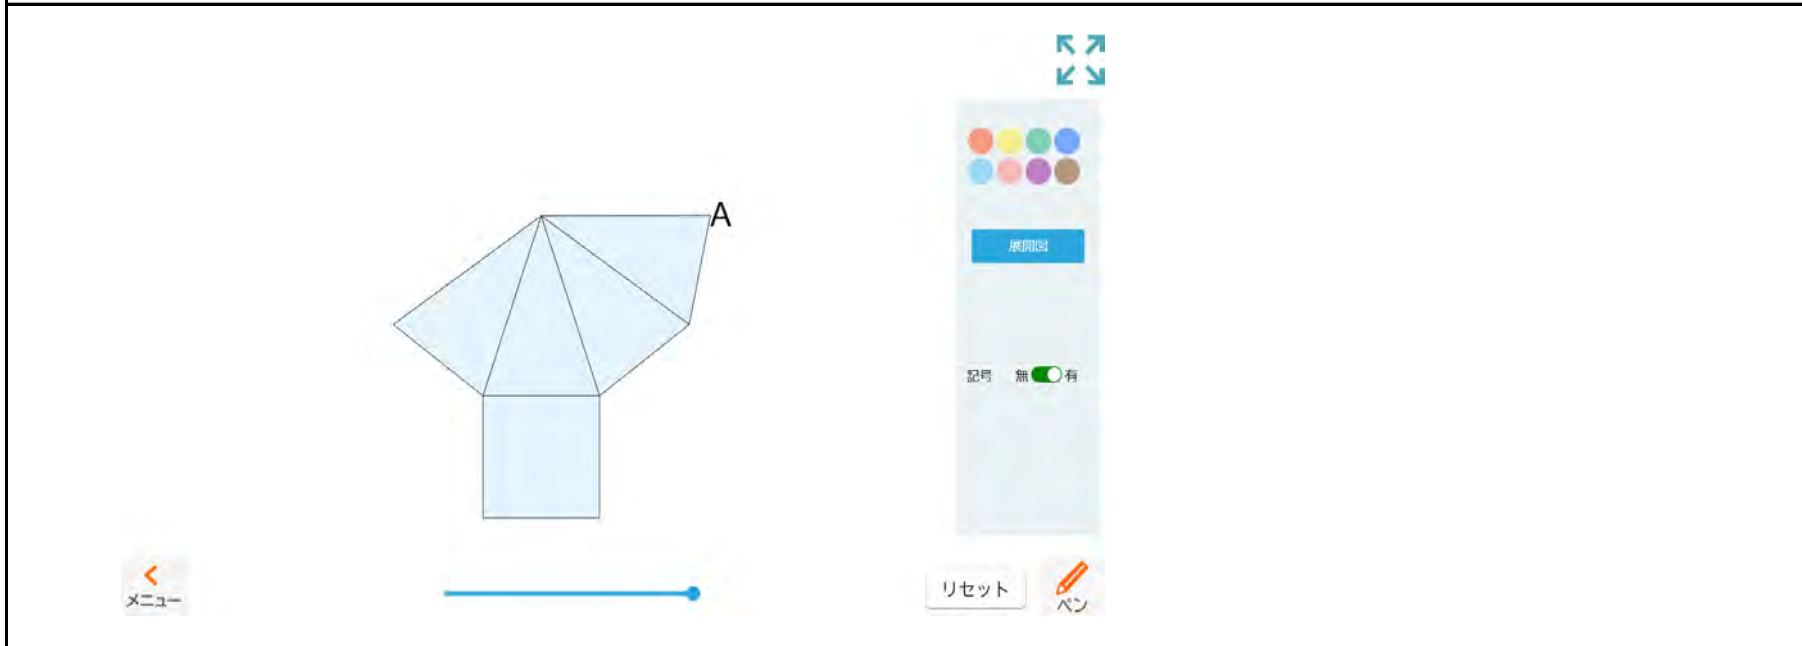 A
展開図
記号 無 有
メニュー
リセット
ペン